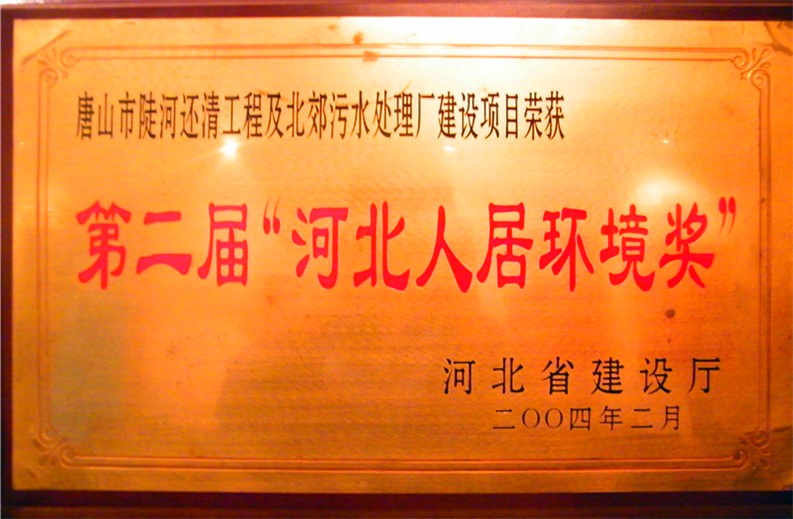 唐山市陡河还清工程及北郊污水处理厂建设项目荣获
第二届“河北人居环境奖”
河北省建设厅
二〇〇四年二月